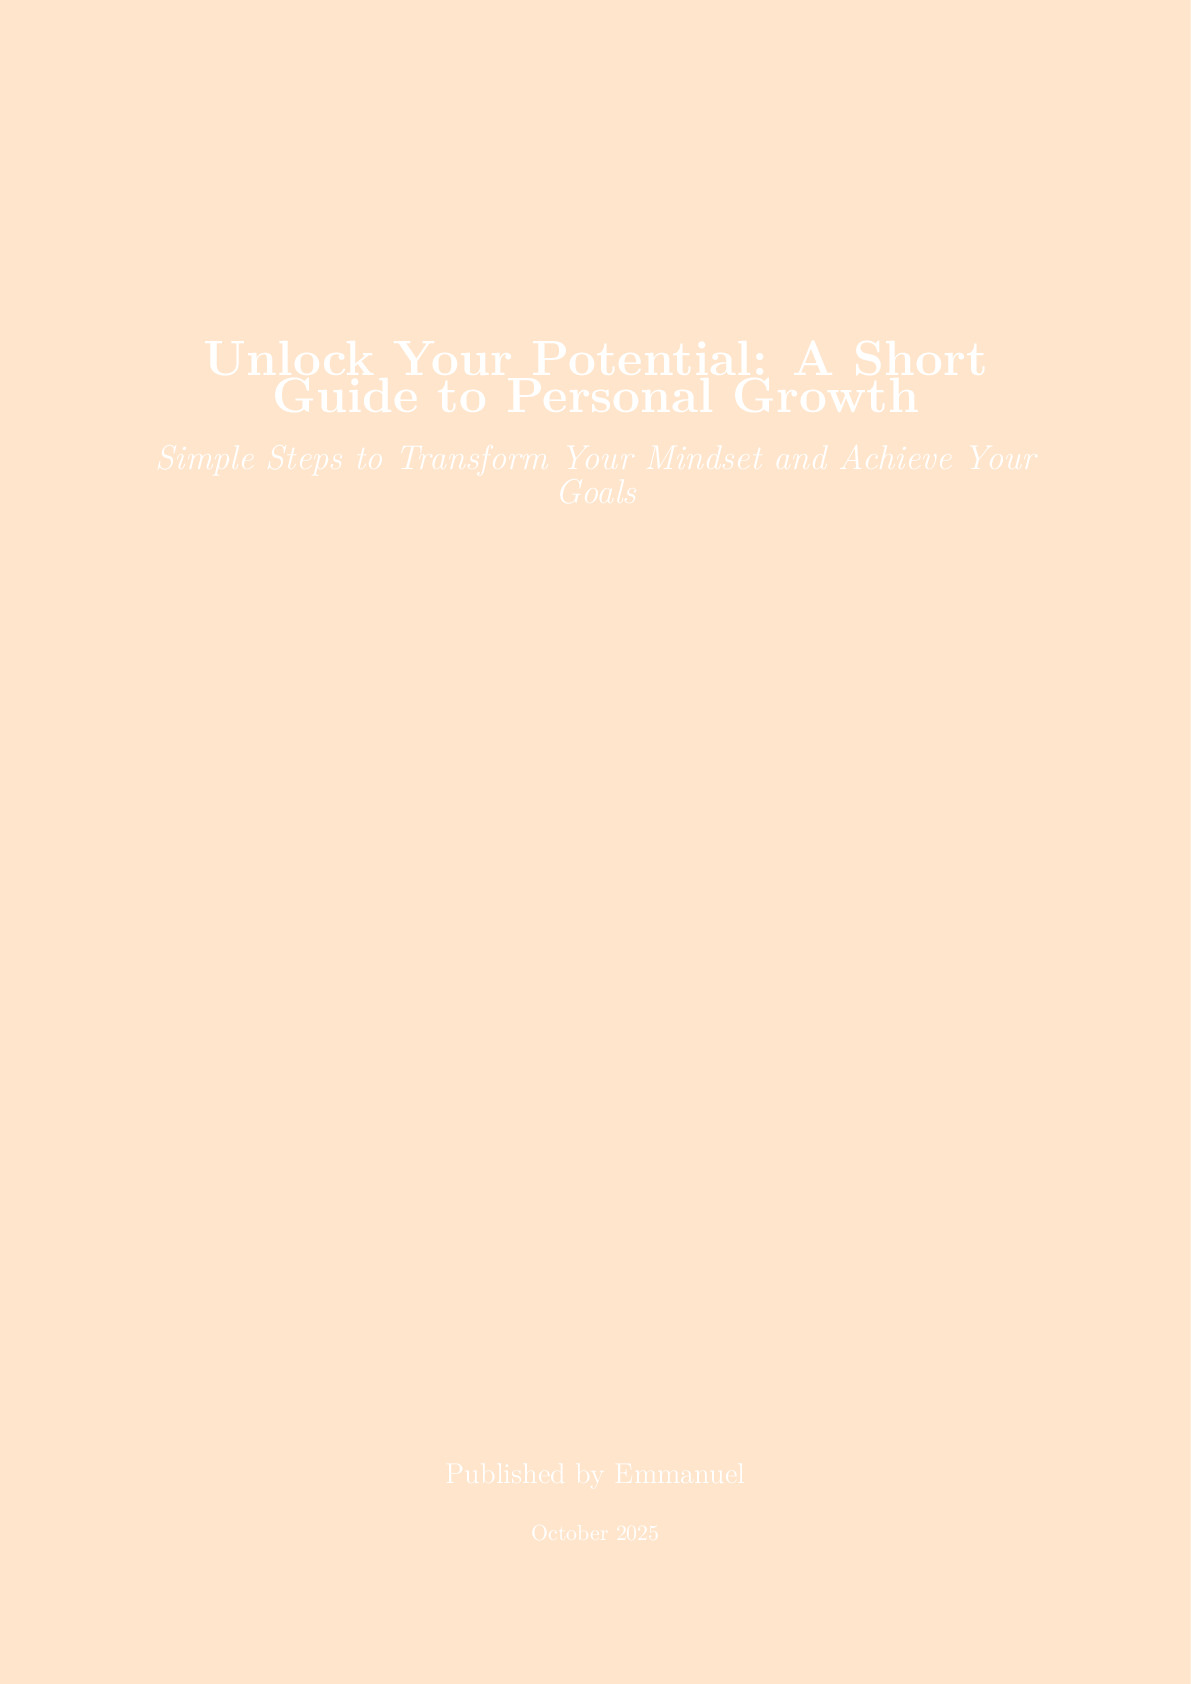 Unlock Your Potential: A Short
Guide to Personal Growth
Simple Steps to Transform Your Mindset and Achieve Your
Goals
Published by Emmanuel
October 2025